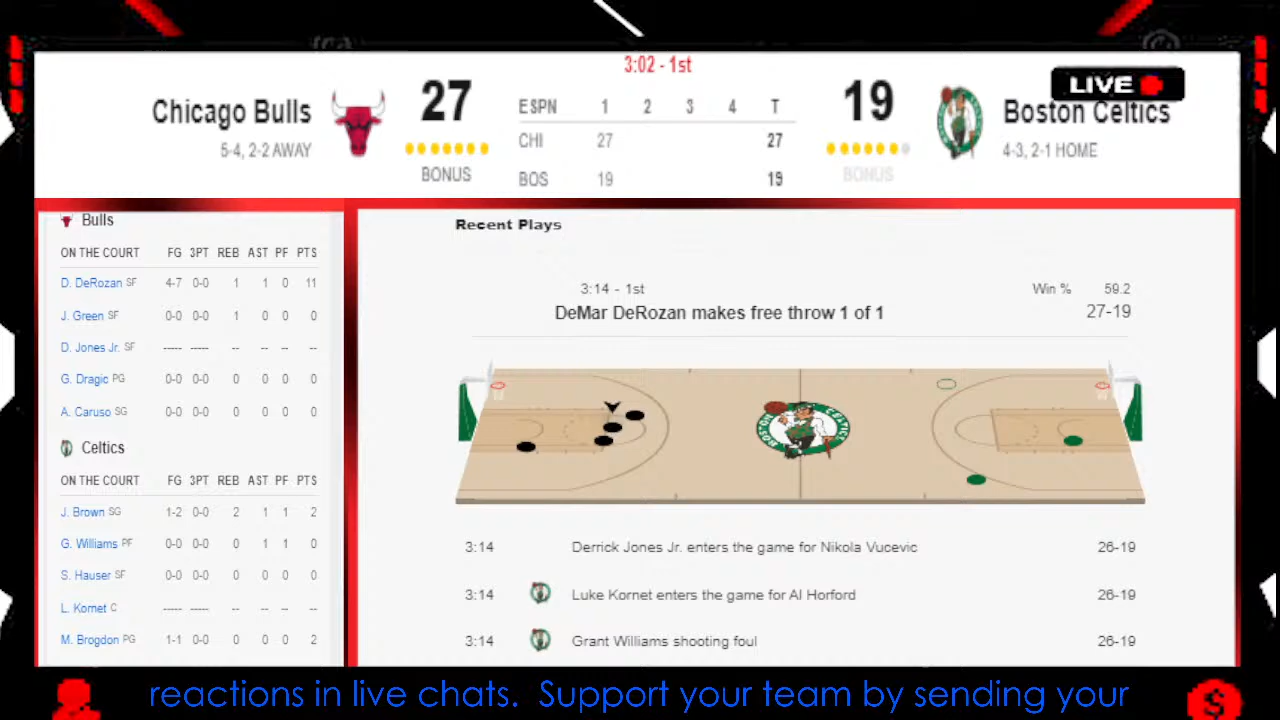 3:02 - 1st
LIVE
Chicago Bulls
5-4, 2-2 AWAY
27
BONUS
ESPN 1 2 3 4 T
CHI 27 27
BOS 19 19
19
BONUS
Boston Celtics
4-3, 2-1 HOME
Bulls
ON THE COURT FG 3PT REB AST PF PTS
D. DeRozan SF 4-7 0-0 1 1 0 11
J. Green SF 0-0 0-0 1 0 0 0
D. Jones Jr. SF ----- ----- -- -- -- --
G. Dragic PG 0-0 0-0 0 0 0 0
A. Caruso SG 0-0 0-0 0 0 0 0
Celtics
ON THE COURT FG 3PT REB AST PF PTS
J. Brown SG 1-2 0-0 2 1 1 2
G. Williams PF 0-0 0-0 0 1 1 0
S. Hauser SF 0-0 0-0 0 0 0 0
L. Kornet C ----- ----- -- -- -- --
M. Brogdon PG 1-1 0-0 0 0 0 2
Recent Plays
3:14 - 1st Win % 59.2
DeMar DeRozan makes free throw 1 of 1 27-19
BOSTON CELTICS
3:14 Derrick Jones Jr. enters the game for Nikola Vucevic 26-19
3:14 Luke Kornet enters the game for Al Horford 26-19
3:14 Grant Williams shooting foul 26-19
reactions in live chats. Support your team by sending your
$